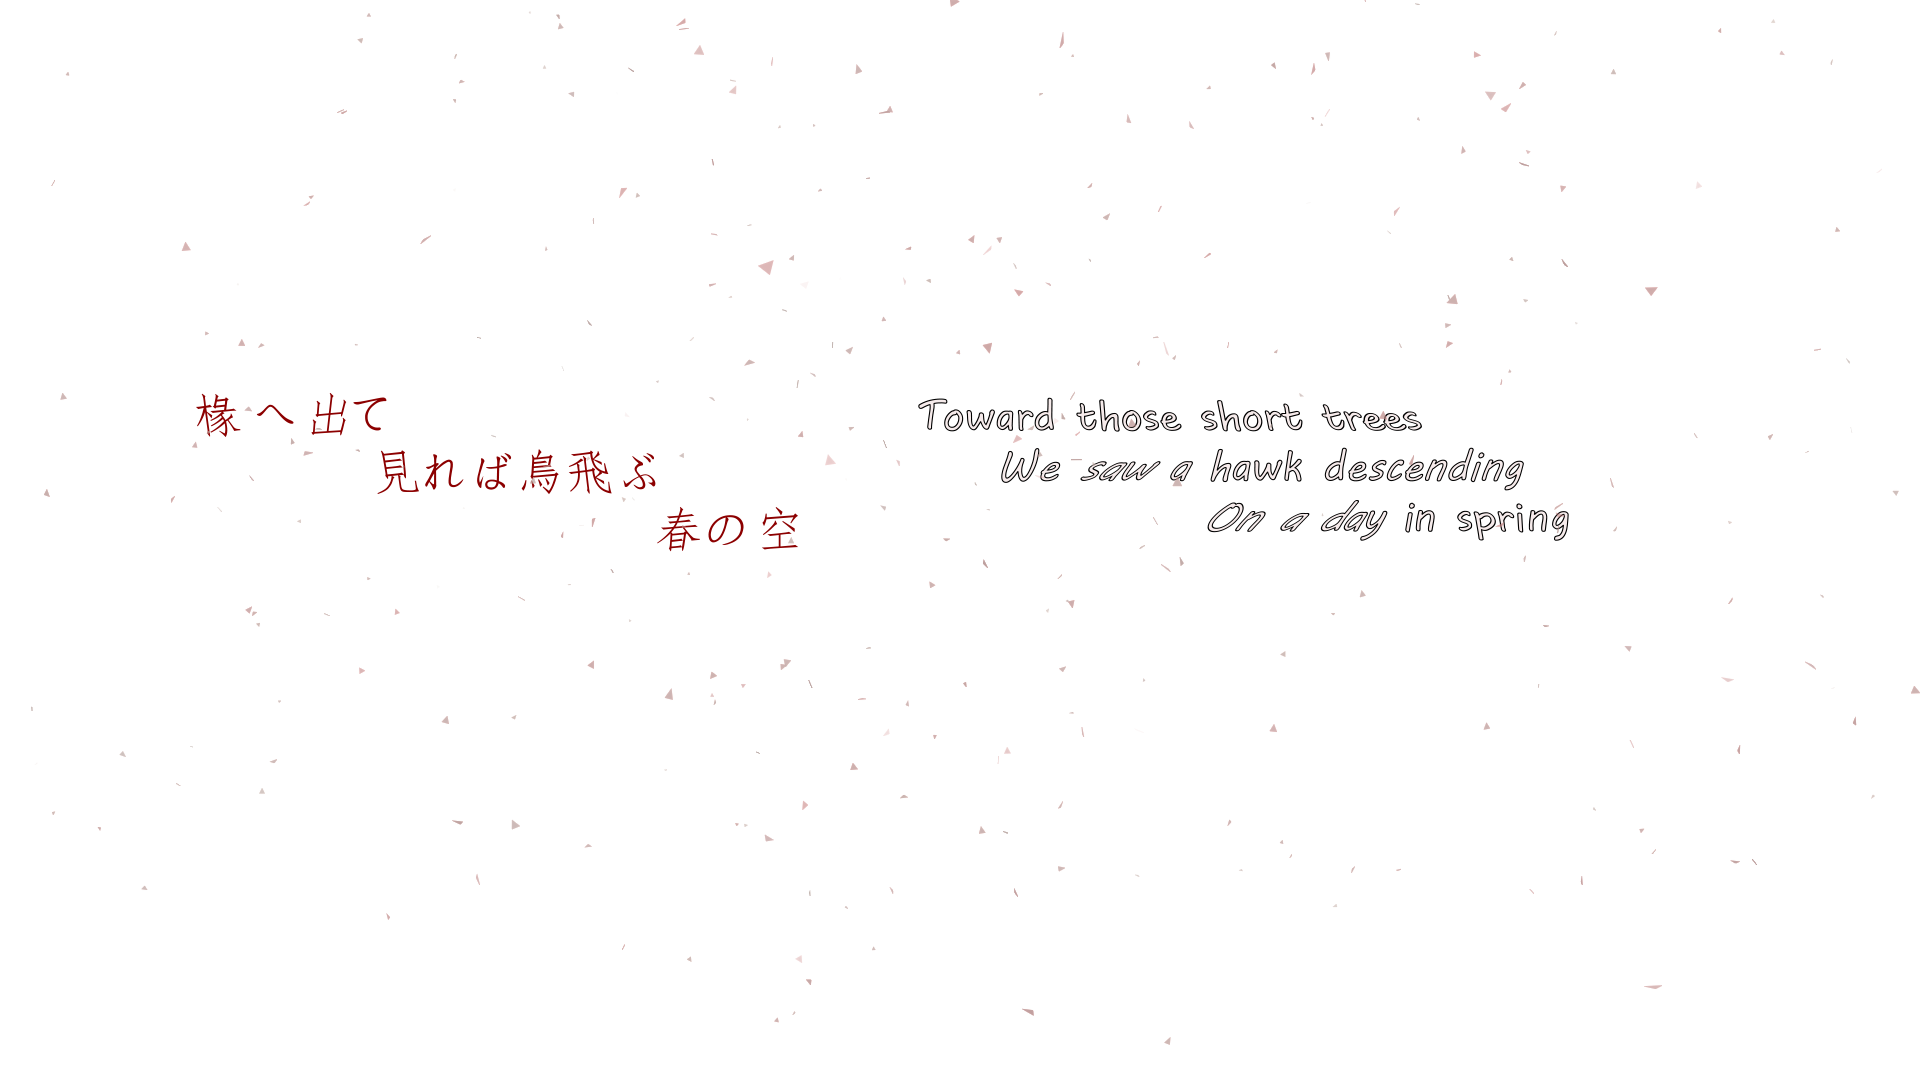 椽へ出て
見れば鳥飛ぶ
春の空
Toward those short trees
We saw a hawk descending
On a day in spring